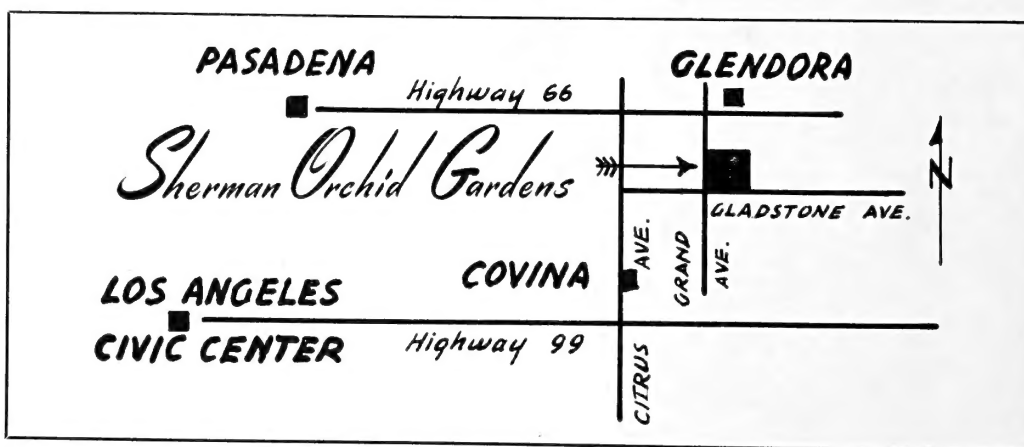 PASADENA
GLENDORA
Highway 66
Sherman Orchid Gardens
N
GLADSTONE AVE.
CITRUS AVE.
GRAND AVE.
COVINA
LOS ANGELES
CIVIC CENTER
Highway 99